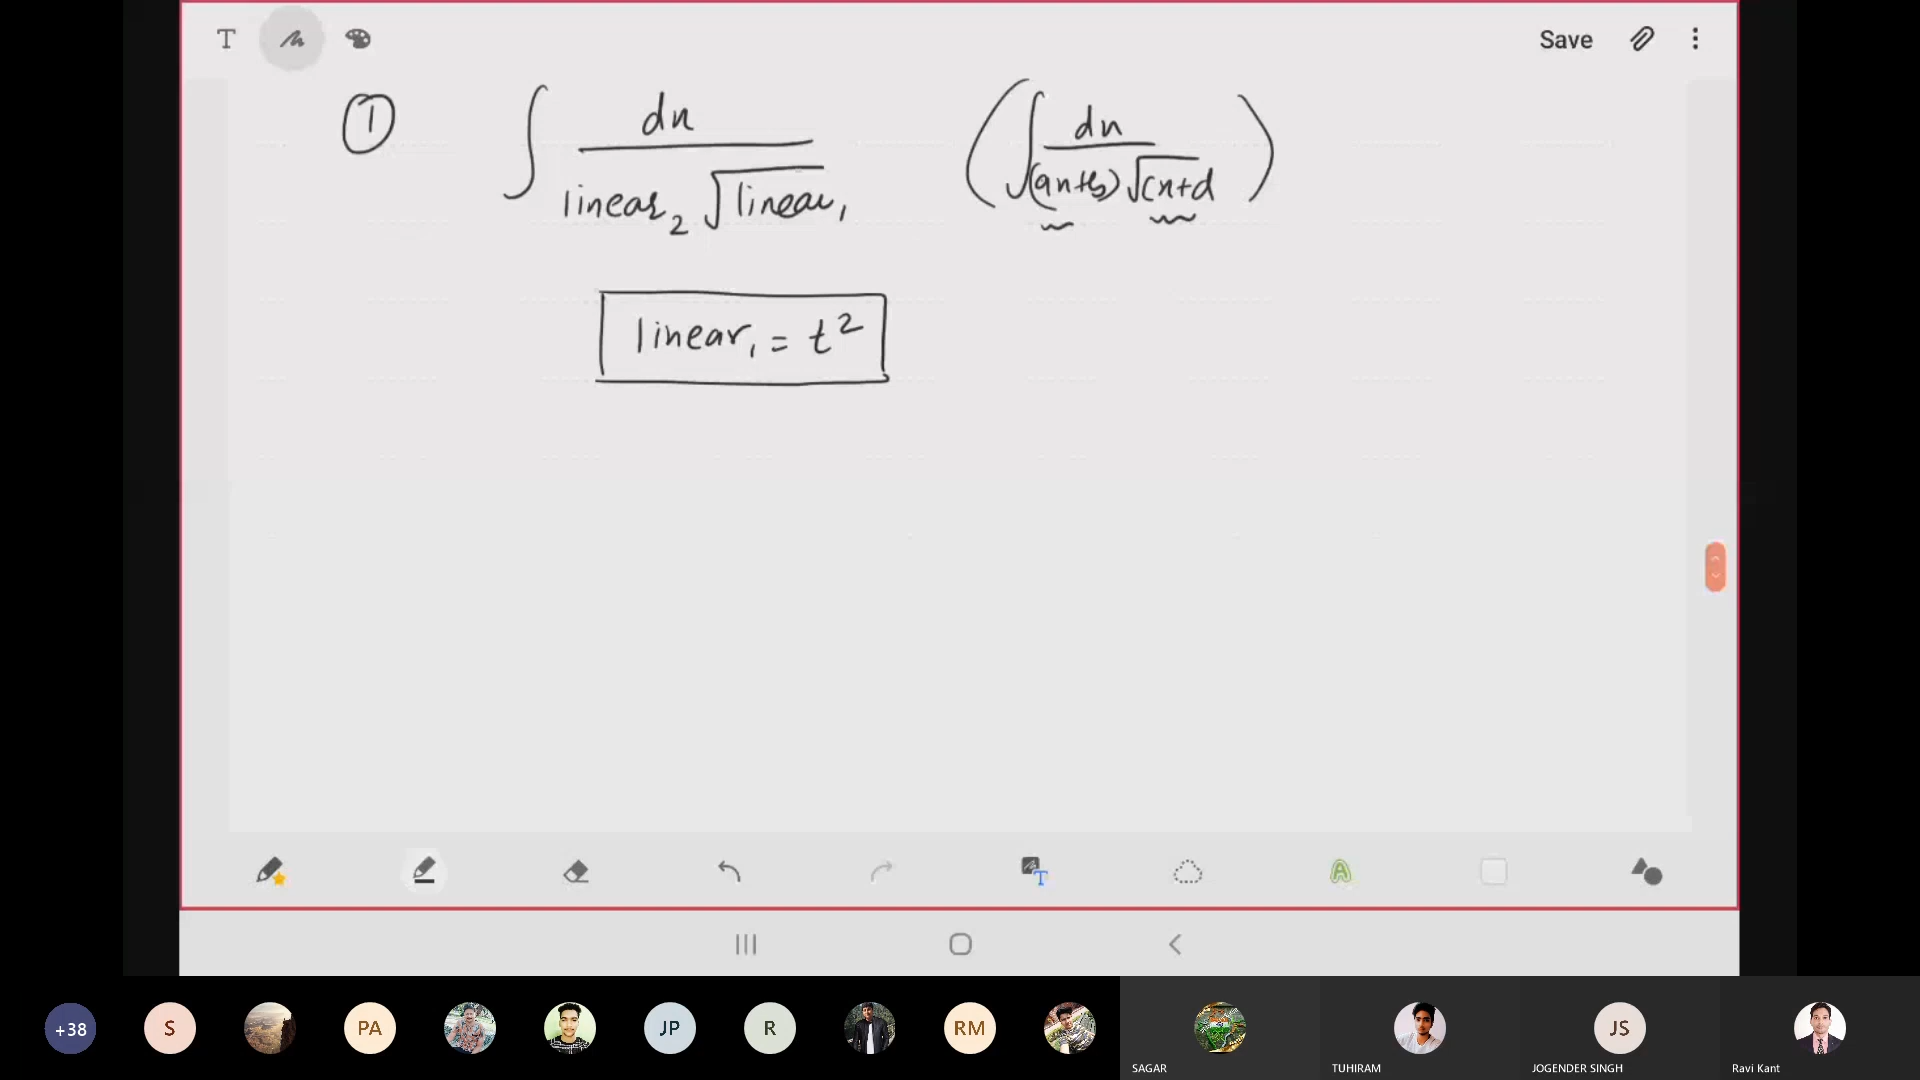 T Save
① ∫ dx / linear₂ √linear₁ ( ∫ dx / (ax+b) √cx+d )
linear₁ = t²
T
A
+38 S PA JP R RM JS
SAGAR TUHIRAM JOGENDER SINGH Ravi Kant